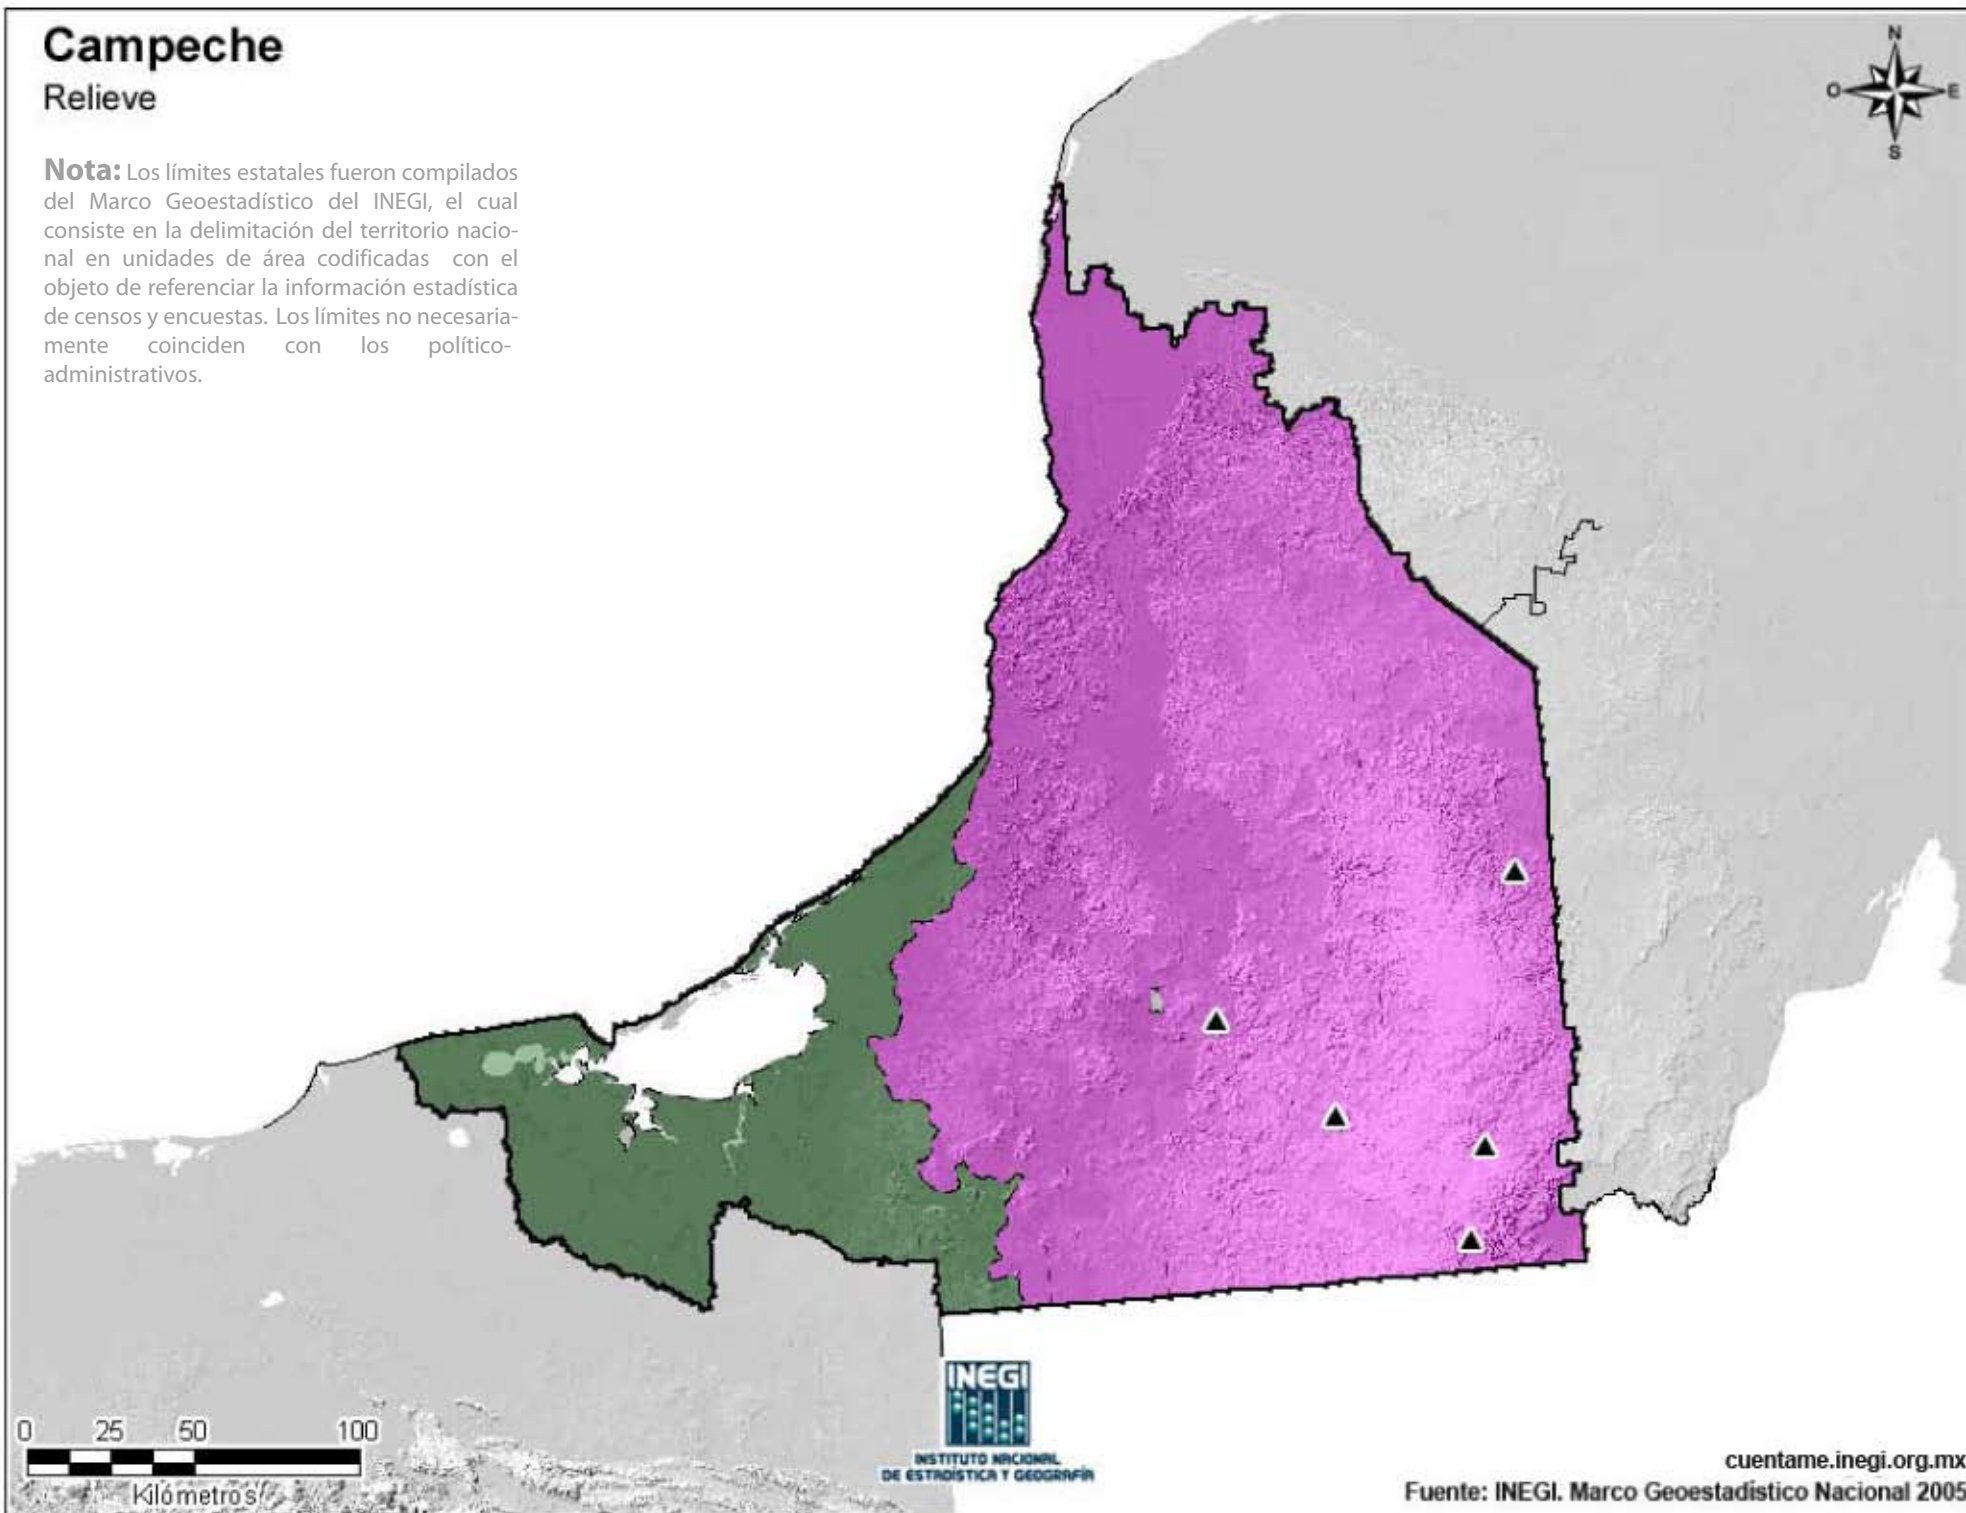 Campeche
Relieve
Nota: Los límites estatales fueron compilados
del Marco Geoestadístico del INEGI, el cual
consiste en la delimitación del territorio nacio-
nal en unidades de área codificadas con el
objeto de referenciar la información estadística
de censos y encuestas. Los límites no necesaria-
mente coinciden con los político-
administrativos.
N
O E
S
INEGI
INSTITUTO NACIONAL
DE ESTADÍSTICA Y GEOGRAFÍA
0 25 50 100
Kilómetros
cuentame.inegi.org.mx
Fuente: INEGI. Marco Geoestadístico Nacional 2005